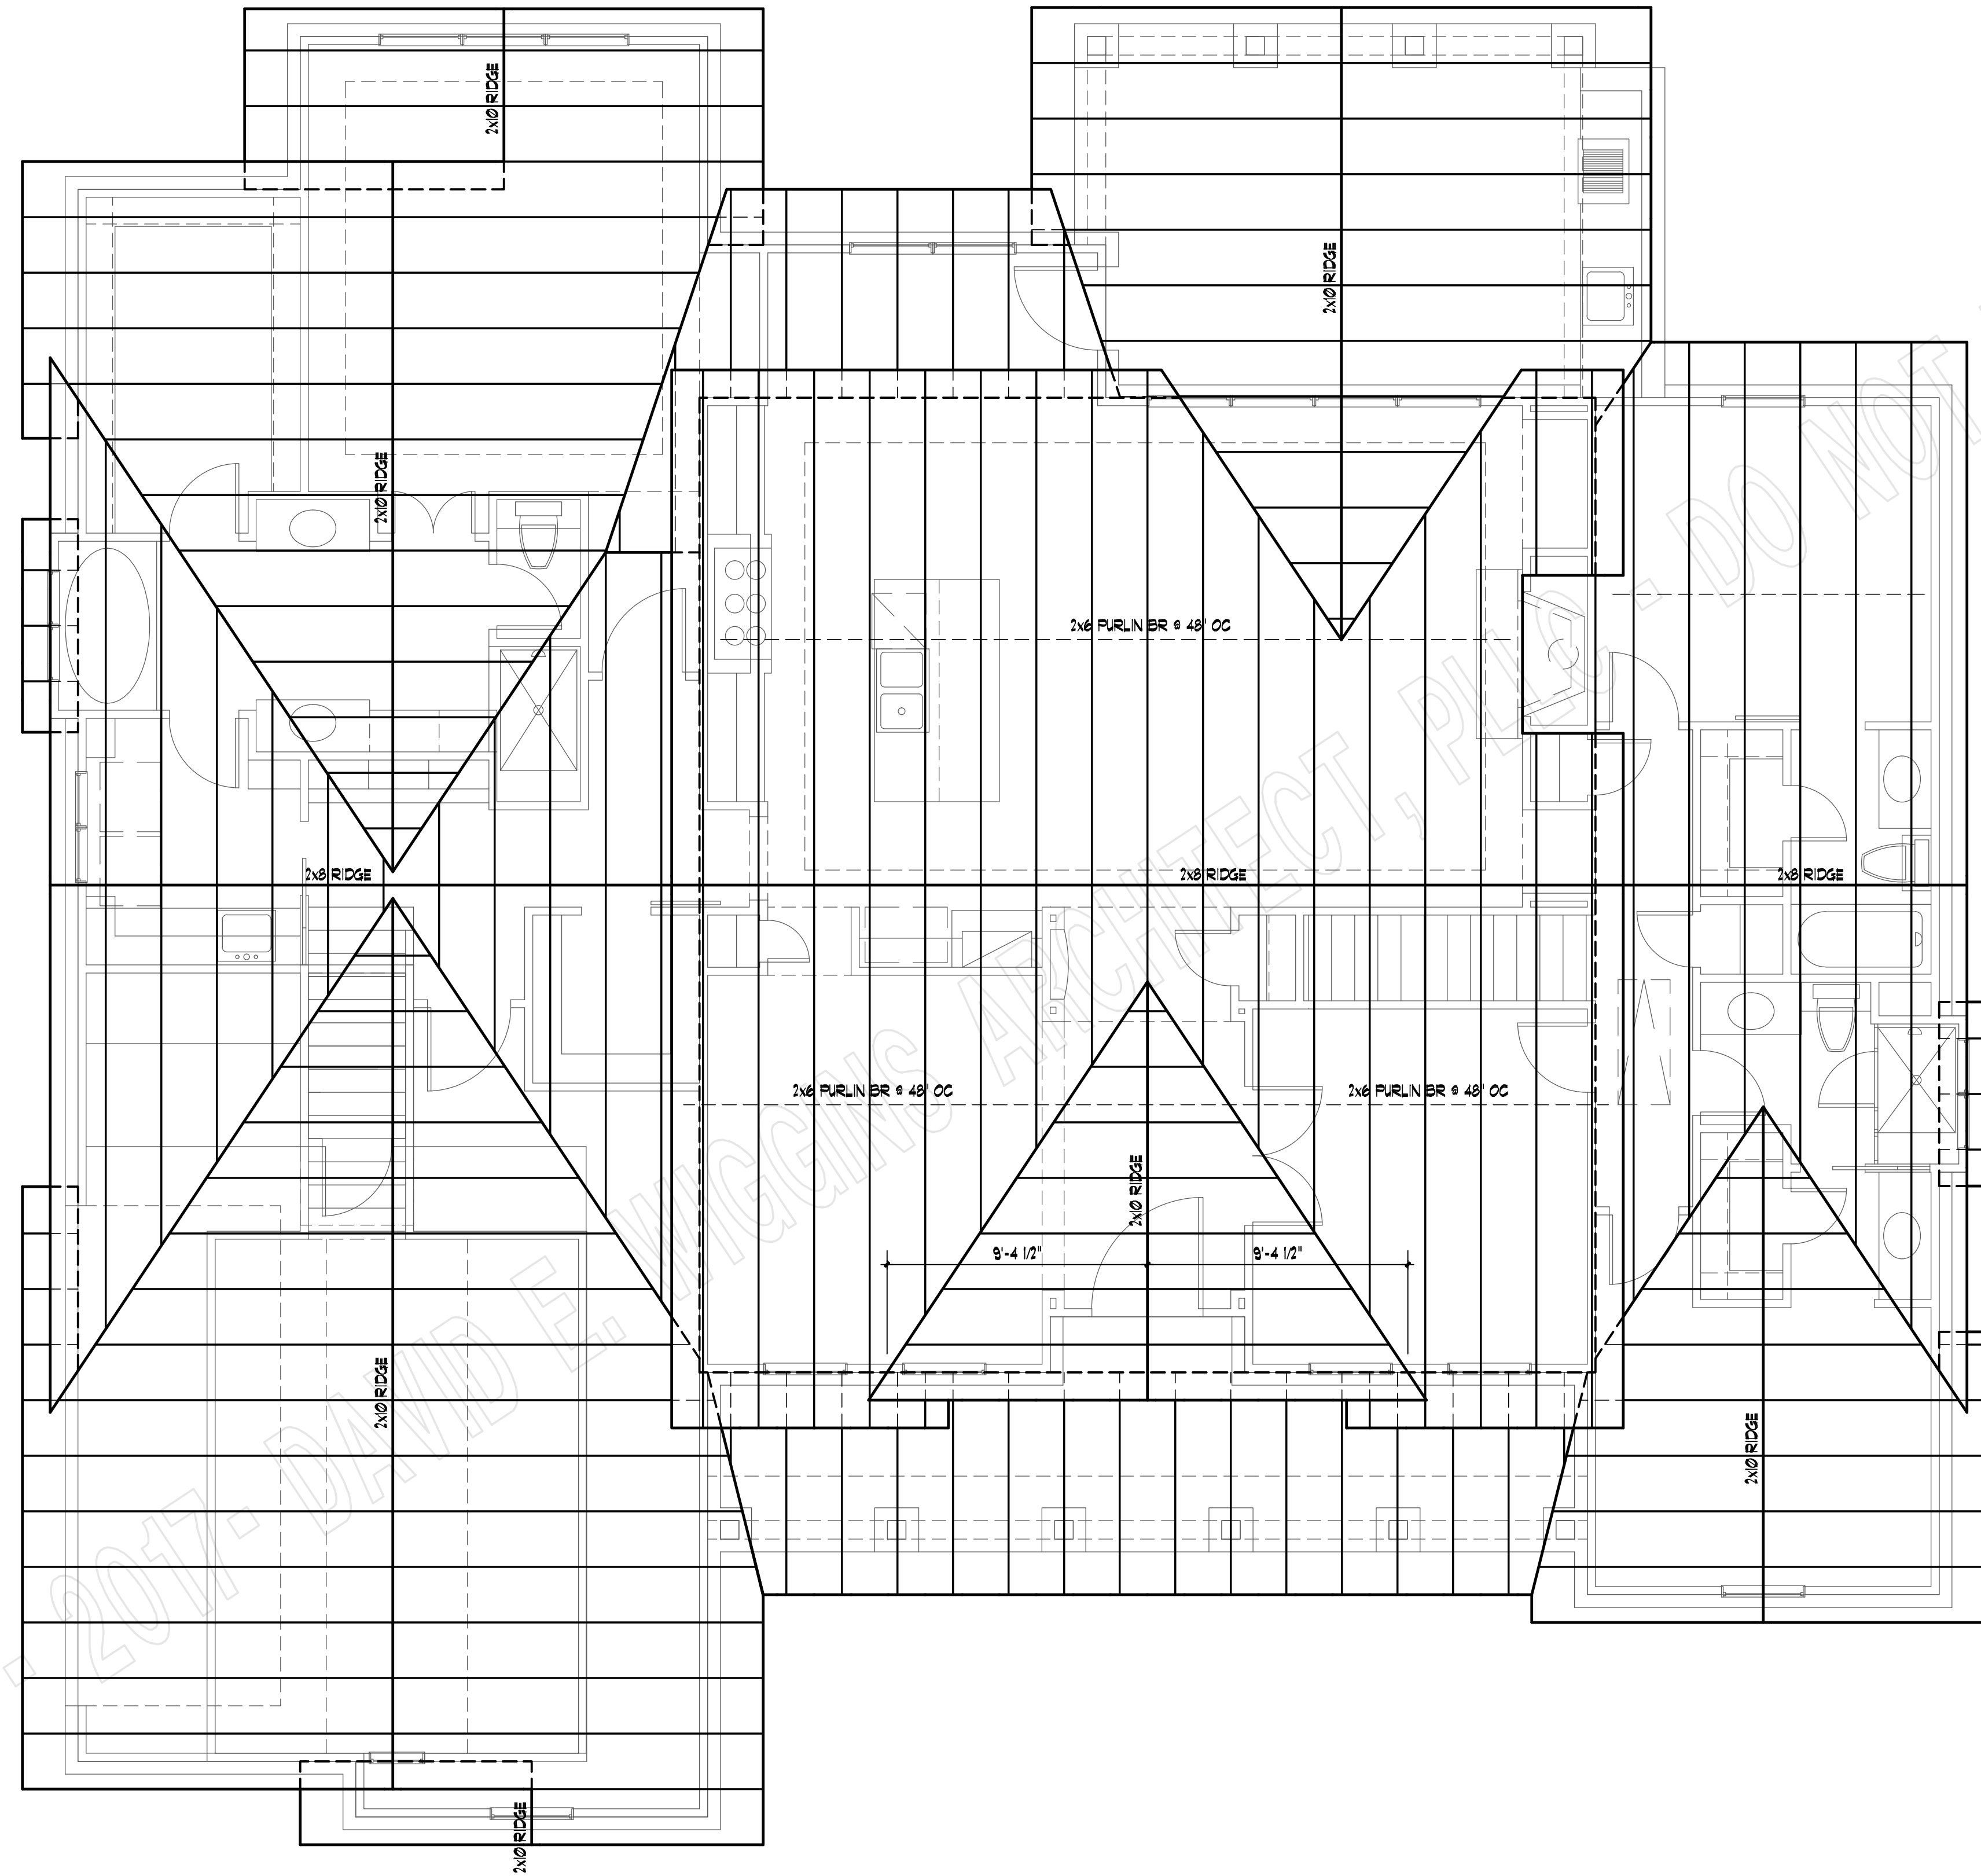 2x10 RIDGE
2x10 RIDGE
2x10 RIDGE
2x6 PURLIN BR @ 48" OC
2x8 RIDGE
2x8 RIDGE
2x8 RIDGE
2x6 PURLIN BR @ 48" OC
2x6 PURLIN BR @ 48" OC
2x10 RIDGE
9'-4 1/2"
9'-4 1/2"
2x10 RIDGE
2x10 RIDGE
2x10 RIDGE
2017- DAVID E. WIGGINS ARCHITECT, PLLC - DO NOT